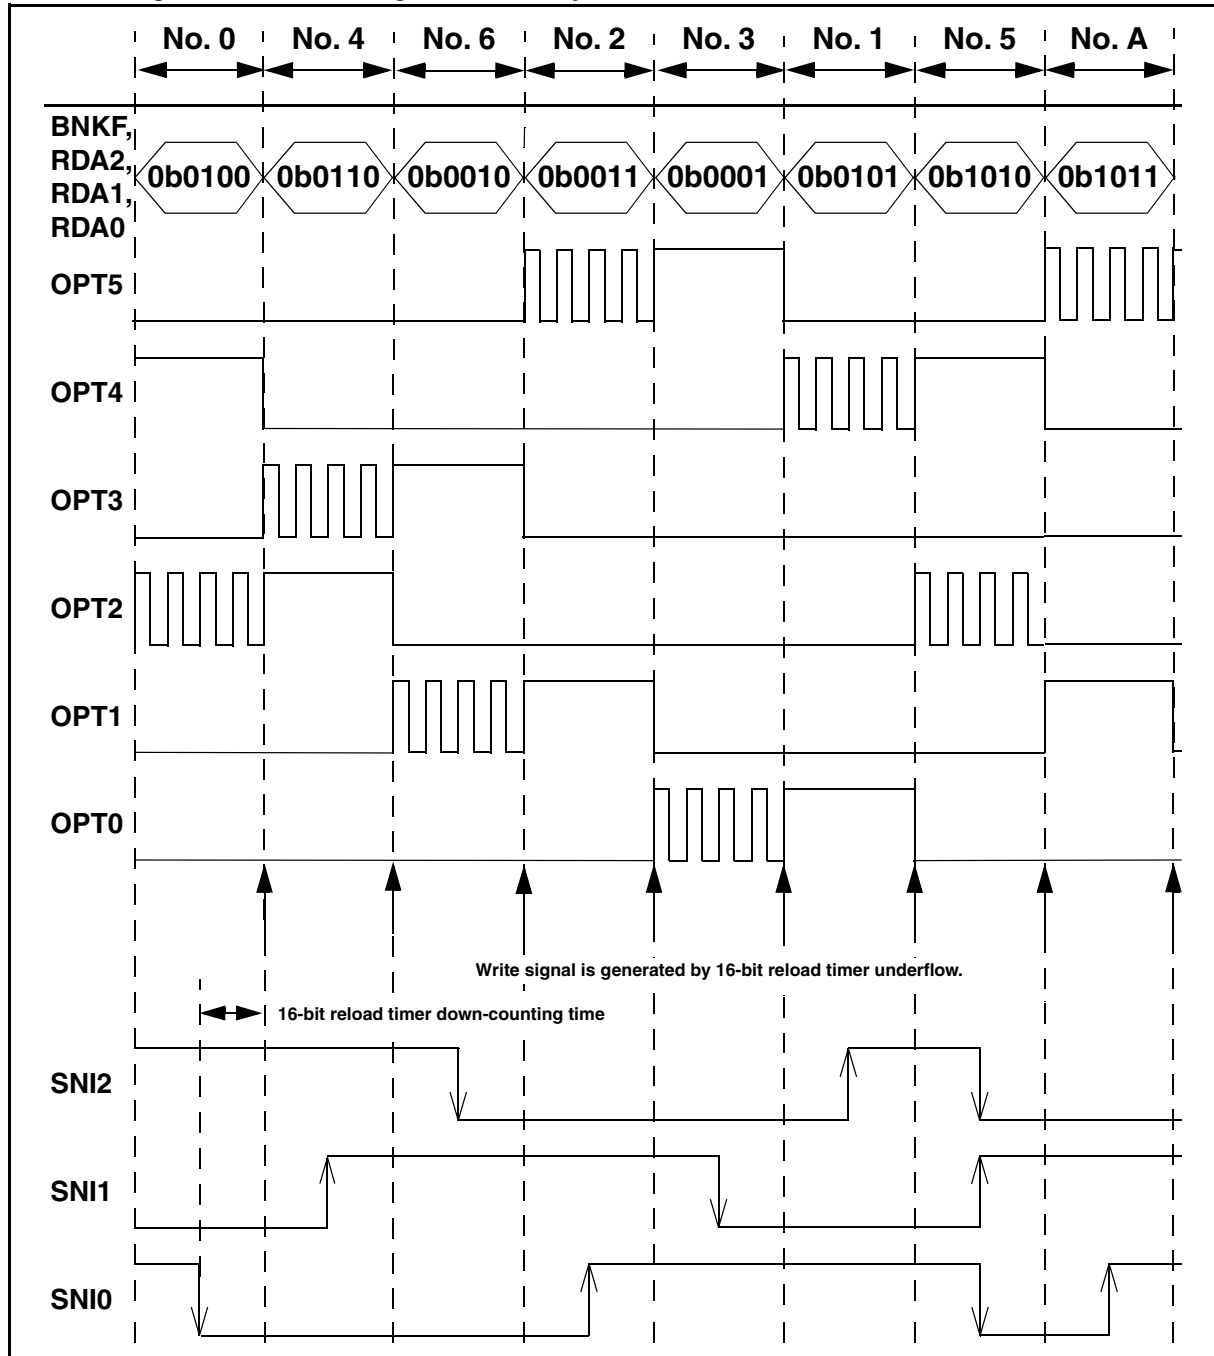 No. 0 No. 4 No. 6 No. 2 No. 3 No. 1 No. 5 No. A
BNKF,
RDA2,
RDA1,
RDA0
0b0100 0b0110 0b0010 0b0011 0b0001 0b0101 0b1010 0b1011
OPT5
OPT4
OPT3
OPT2
OPT1
OPT0
Write signal is generated by 16-bit reload timer underflow.
16-bit reload timer down-counting time
SNI2
SNI1
SNI0